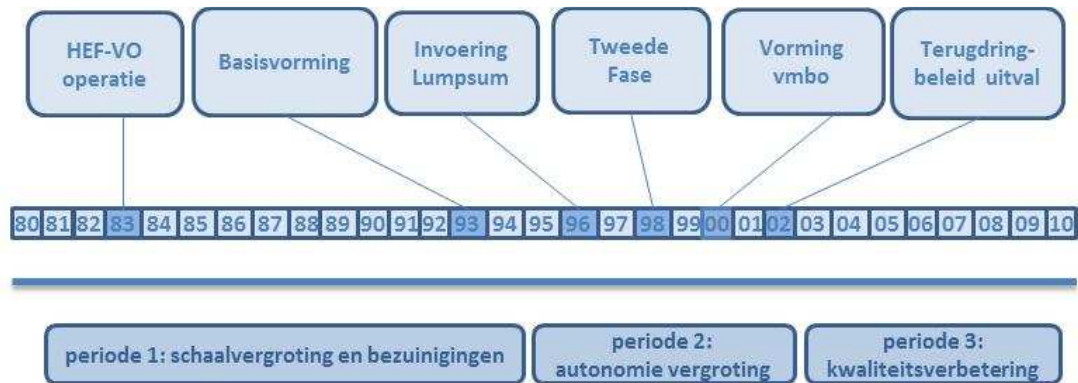 HEF-VO
operatie
Basisvorming
Invoering
Lumpsum
Tweede
Fase
Vorming
vmbo
Terugdring-
beleid uitval
80 81 82 83 84 85 86 87 88 89 90 91 92 93 94 95 96 97 98 99 00 01 02 03 04 05 06 07 08 09 10
periode 1: schaalvergroting en bezuinigingen
periode 2:
autonomie vergroting
periode 3:
kwaliteitsverbetering